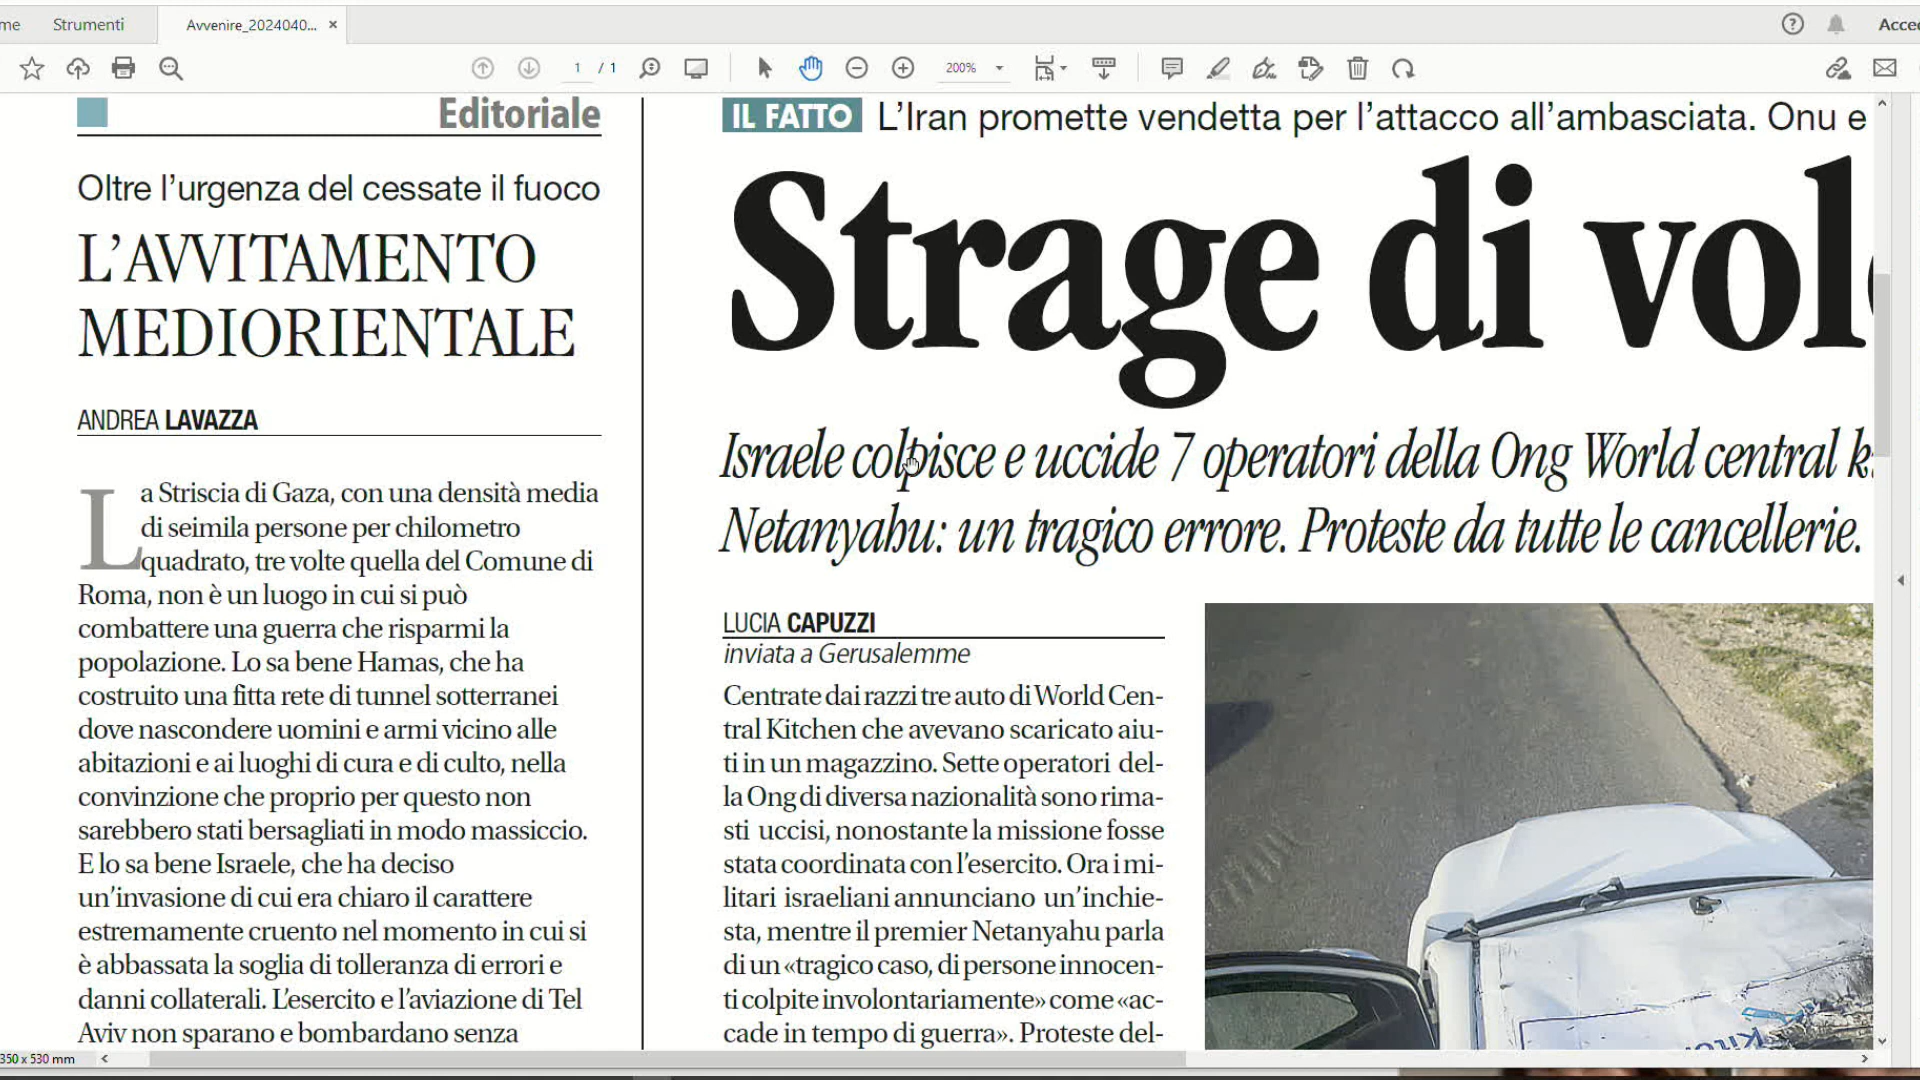 me
Strumenti
Avvenire_2024040...
Acce
1 / 1
200%
Editoriale
Oltre l'urgenza del cessate il fuoco
L'AVVITAMENTO
MEDIORIENTALE
ANDREA LAVAZZA
La Striscia di Gaza, con una densità media
di seimila persone per chilometro
quadrato, tre volte quella del Comune di
Roma, non è un luogo in cui si può
combattere una guerra che risparmi la
popolazione. Lo sa bene Hamas, che ha
costruito una fitta rete di tunnel sotterranei
dove nascondere uomini e armi vicino alle
abitazioni e ai luoghi di cura e di culto, nella
convinzione che proprio per questo non
sarebbero stati bersagliati in modo massiccio.
E lo sa bene Israele, che ha deciso
un'invasione di cui era chiaro il carattere
estremamente cruento nel momento in cui si
è abbassata la soglia di tolleranza di errori e
danni collaterali. L'esercito e l'aviazione di Tel
Aviv non sparano e bombardano senza
IL FATTO L'Iran promette vendetta per l'attacco all'ambasciata. Onu e
Strage di vol
Israele colpisce e uccide 7 operatori della Ong World central k
Netanyahu: un tragico errore. Proteste da tutte le cancellerie.
LUCIA CAPUZZI
inviata a Gerusalemme
Centrate dai razzi tre auto di World Cen-
tral Kitchen che avevano scaricato aiu-
ti in un magazzino. Sette operatori del-
la Ong di diversa nazionalità sono rima-
sti uccisi, nonostante la missione fosse
stata coordinata con l'esercito. Ora i mi-
litari israeliani annunciano un'inchie-
sta, mentre il premier Netanyahu parla
di un «tragico caso, di persone innocen-
ti colpite involontariamente» come «ac-
cade in tempo di guerra». Proteste del-
350 x 530 mm